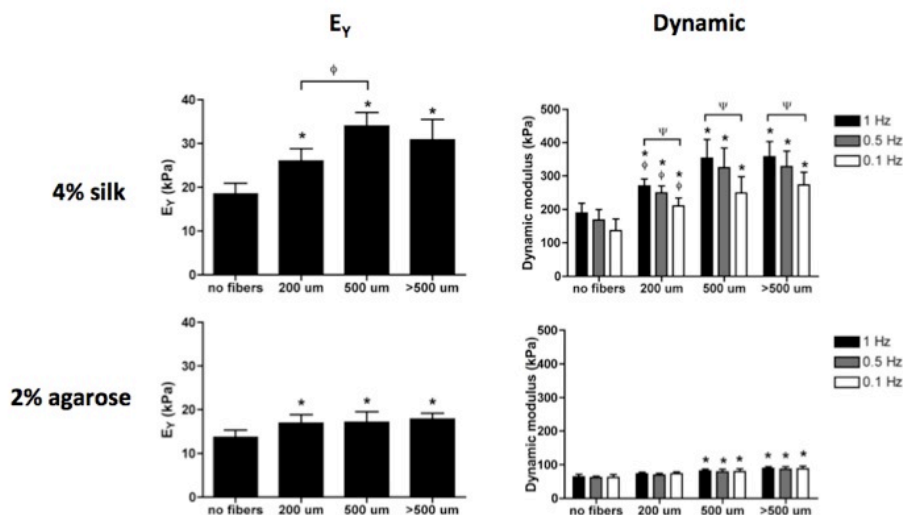 E_Y
Dynamic
4% silk
E_Y (kPa)
40
30
20
10
0
ϕ
*
*
*
no fibers
200 um
500 um
>500 um
Dynamic modulus (kPa)
500
400
300
200
100
0
ψ
ψ
ψ
* * *
ϕ ϕ ϕ
* * *
* * *
no fibers
200 um
500 um
>500 um
1 Hz
0.5 Hz
0.1 Hz
2% agarose
E_Y (kPa)
40
30
20
10
0
* * *
no fibers
200 um
500 um
>500 um
Dynamic modulus (kPa)
500
400
300
200
100
0
* * *
* * *
no fibers
200 um
500 um
>500 um
1 Hz
0.5 Hz
0.1 Hz